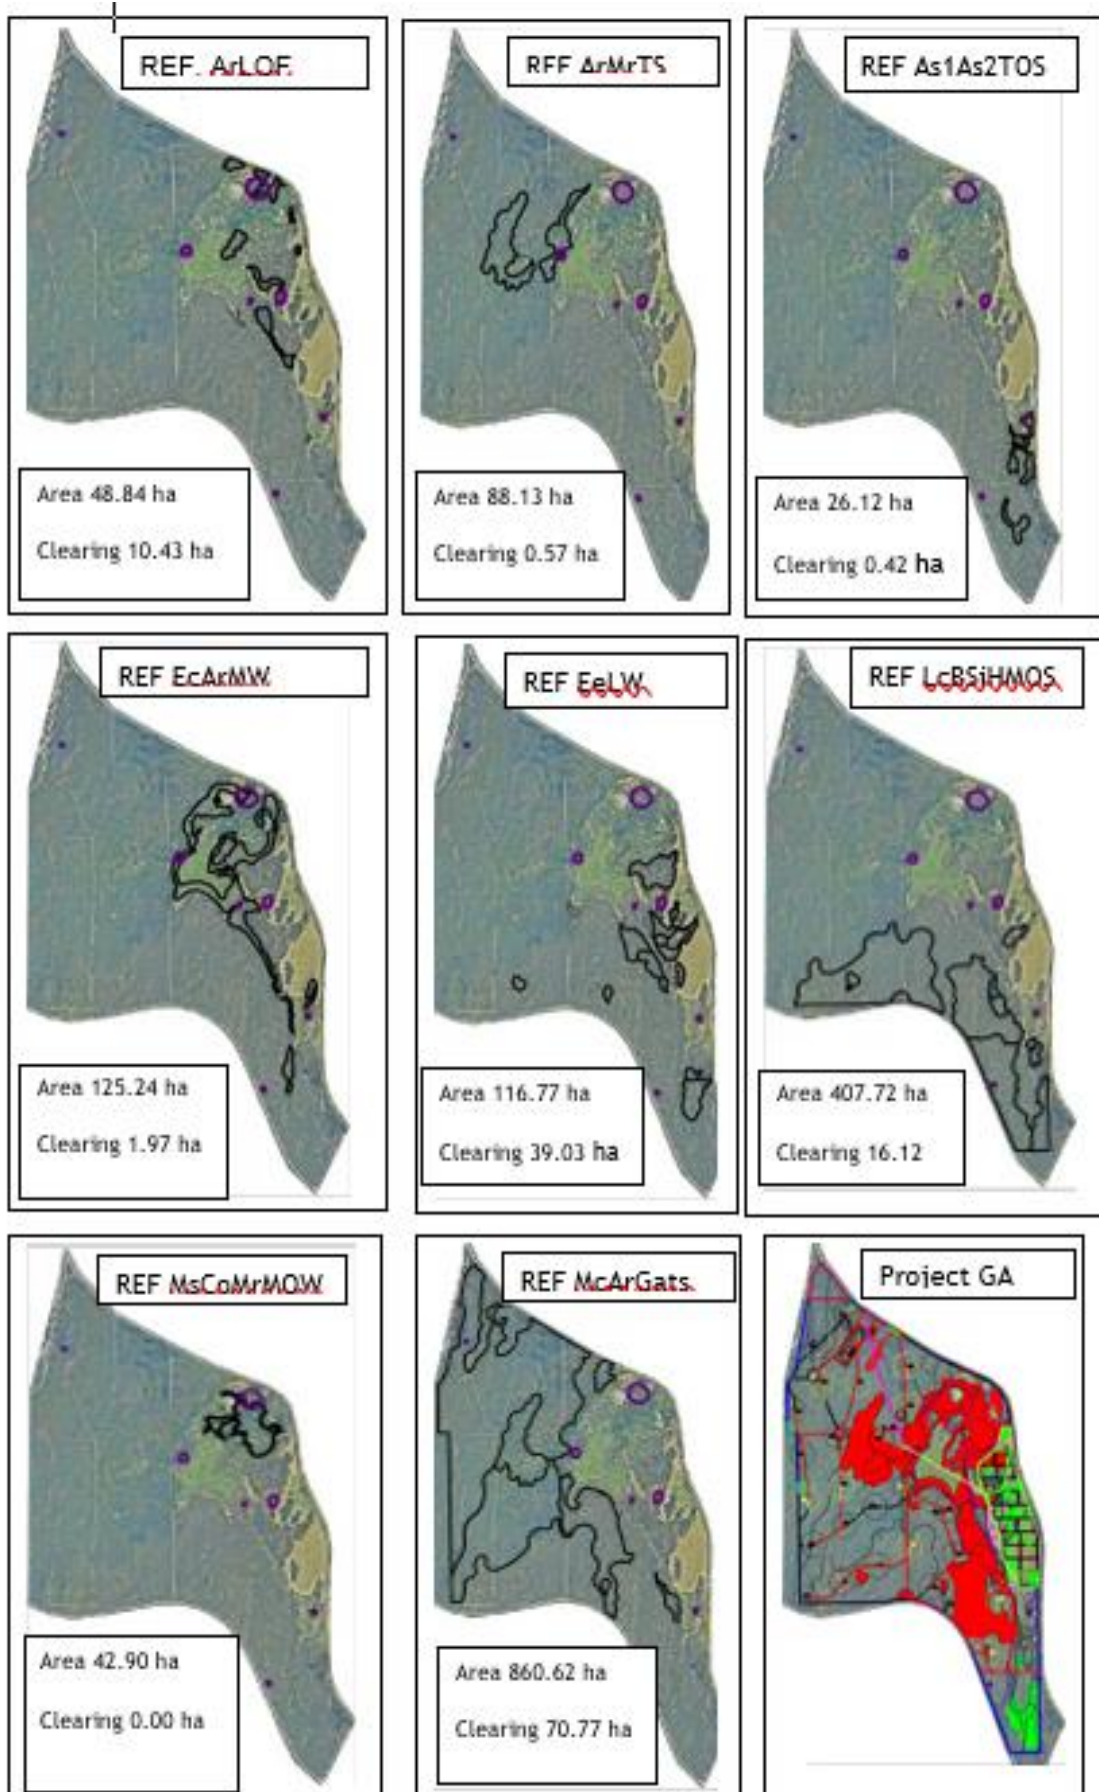 REF. ArLOF
REF ArMrTS
REF As1As2TOS
Area 48.84 ha
Clearing 10.43 ha
Area 88.13 ha
Clearing 0.57 ha
Area 26.12 ha
Clearing 0.42 ha
REF EcArMW
REF EeLW
REF LcBSiHMOS
Area 125.24 ha
Clearing 1.97 ha
Area 116.77 ha
Clearing 39.03 ha
Area 407.72 ha
Clearing 16.12
REF MsCoMrMOW
REF McArGats
Project GA
Area 42.90 ha
Clearing 0.00 ha
Area 860.62 ha
Clearing 70.77 ha